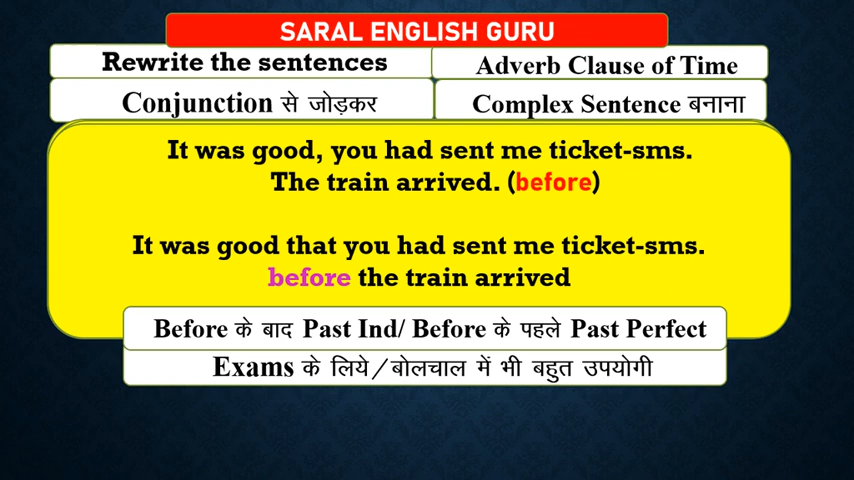 SARAL ENGLISH GURU
Rewrite the sentences
Adverb Clause of Time
Conjunction से जोड़कर
Complex Sentence बनाना
It was good, you had sent me ticket-sms.
The train arrived. (before)
It was good that you had sent me ticket-sms.
before the train arrived
Before के बाद Past Ind/ Before के पहले Past Perfect
Exams के लिये/बोलचाल में भी बहुत उपयोगी